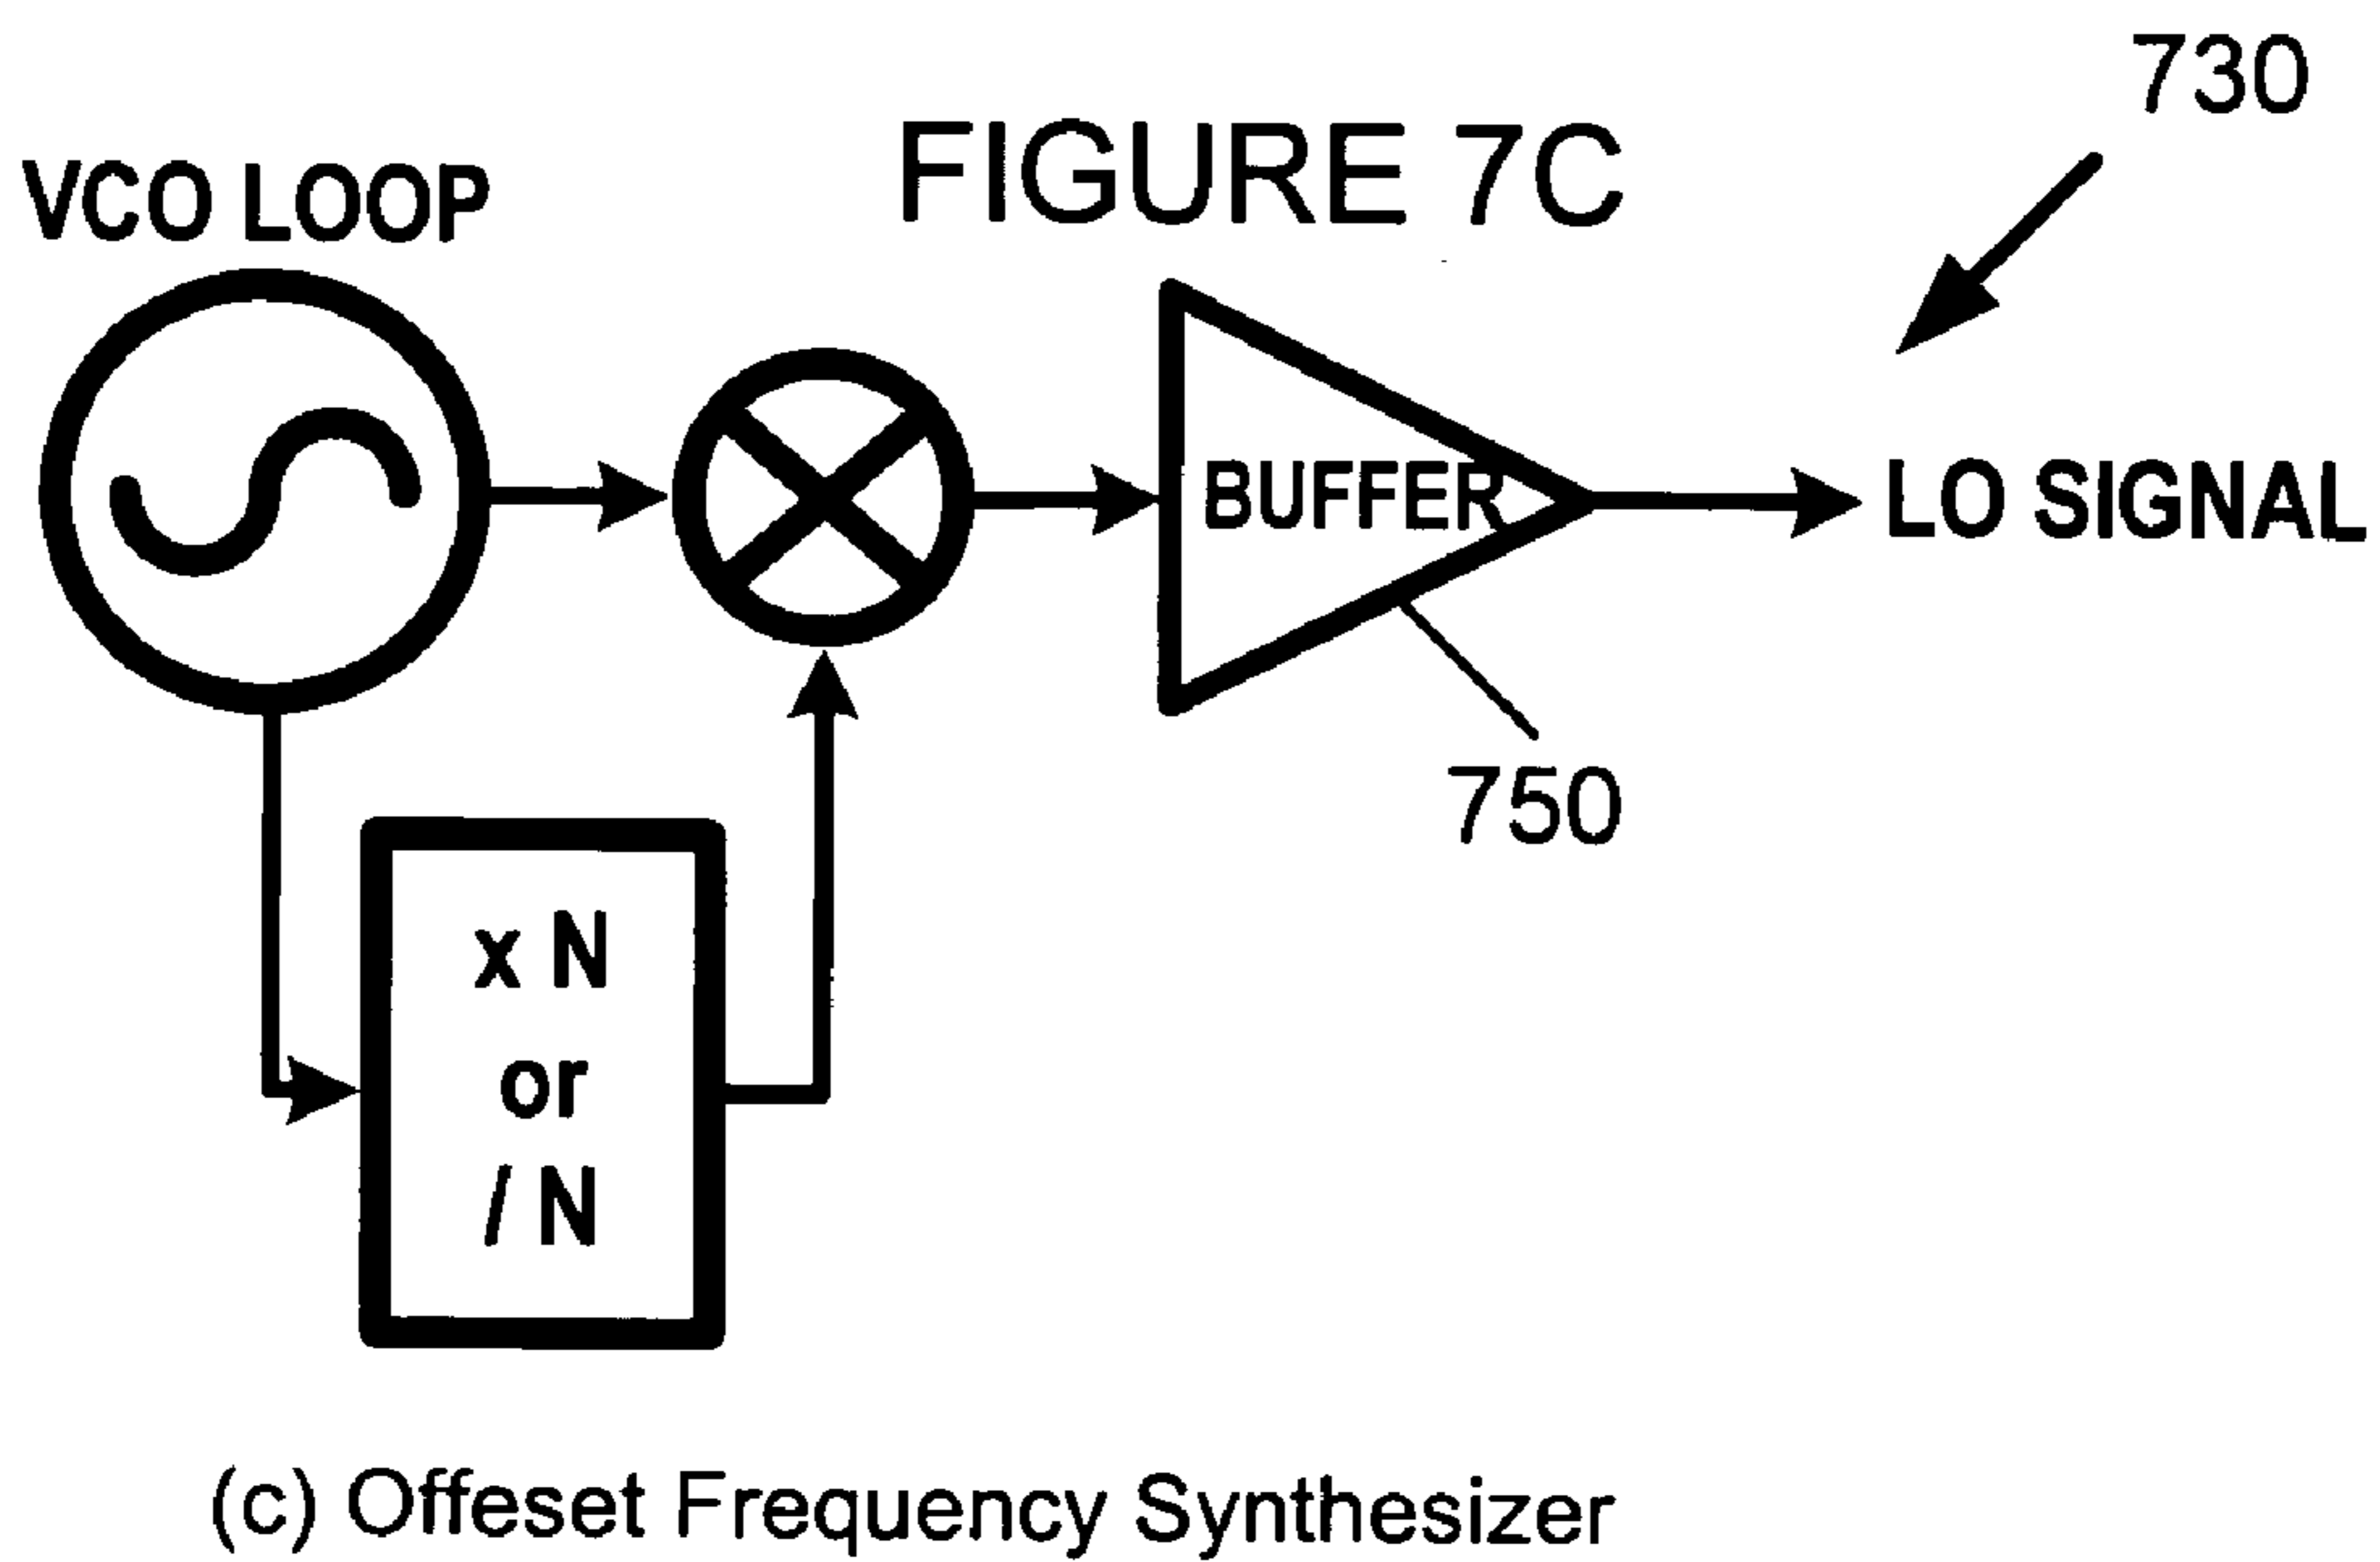 730
FIGURE 7C
VCO LOOP
BUFFER
LO SIGNAL
750
x N
or
/ N
(c) Offeset Frequency Synthesizer